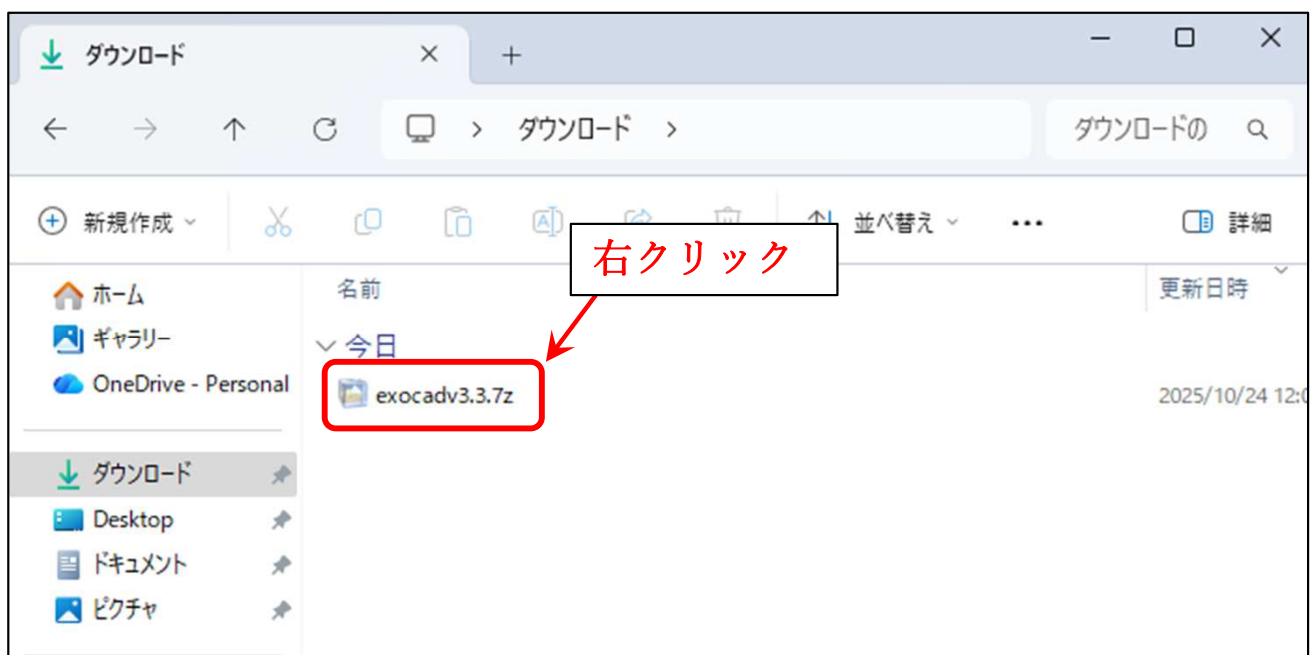 ダウンロード
ダウンロード
ダウンロードの
新規作成
並べ替え
詳細
右クリック
名前
更新日時
今日
exocadv3.3.7z
2025/10/24 12:0
ホーム
ギャラリー
OneDrive - Personal
ダウンロード
Desktop
ドキュメント
ピクチャ